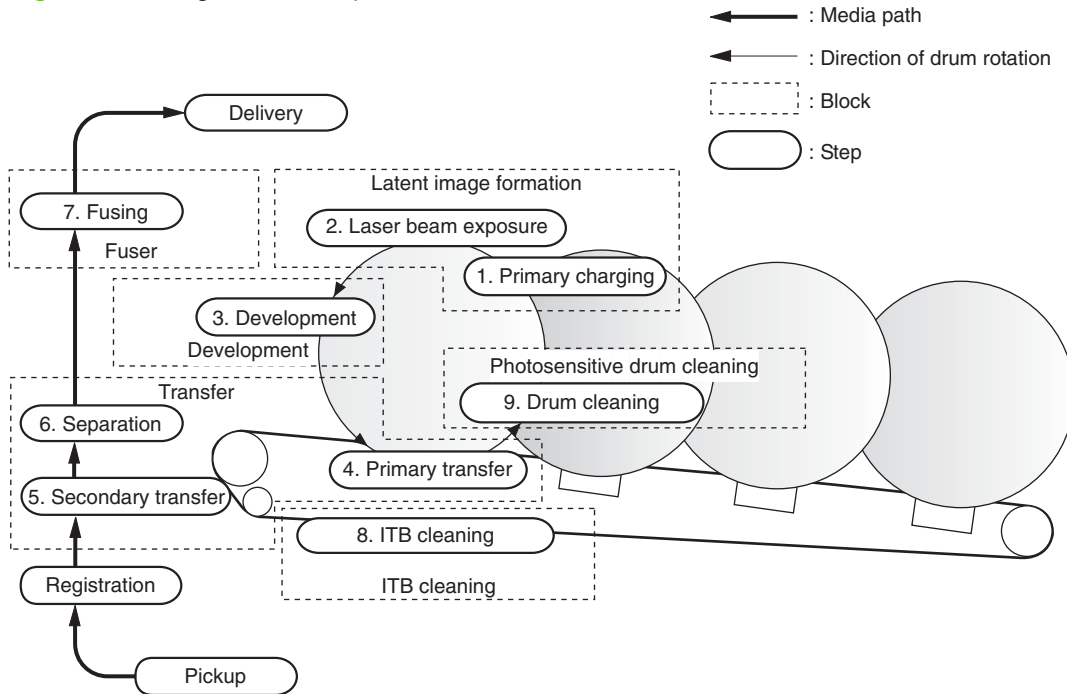 : Media path
: Direction of drum rotation
: Block
: Step
Delivery
Latent image formation
7. Fusing
2. Laser beam exposure
Fuser
1. Primary charging
3. Development
Development
Photosensitive drum cleaning
Transfer
9. Drum cleaning
6. Separation
4. Primary transfer
5. Secondary transfer
8. ITB cleaning
Registration
ITB cleaning
Pickup